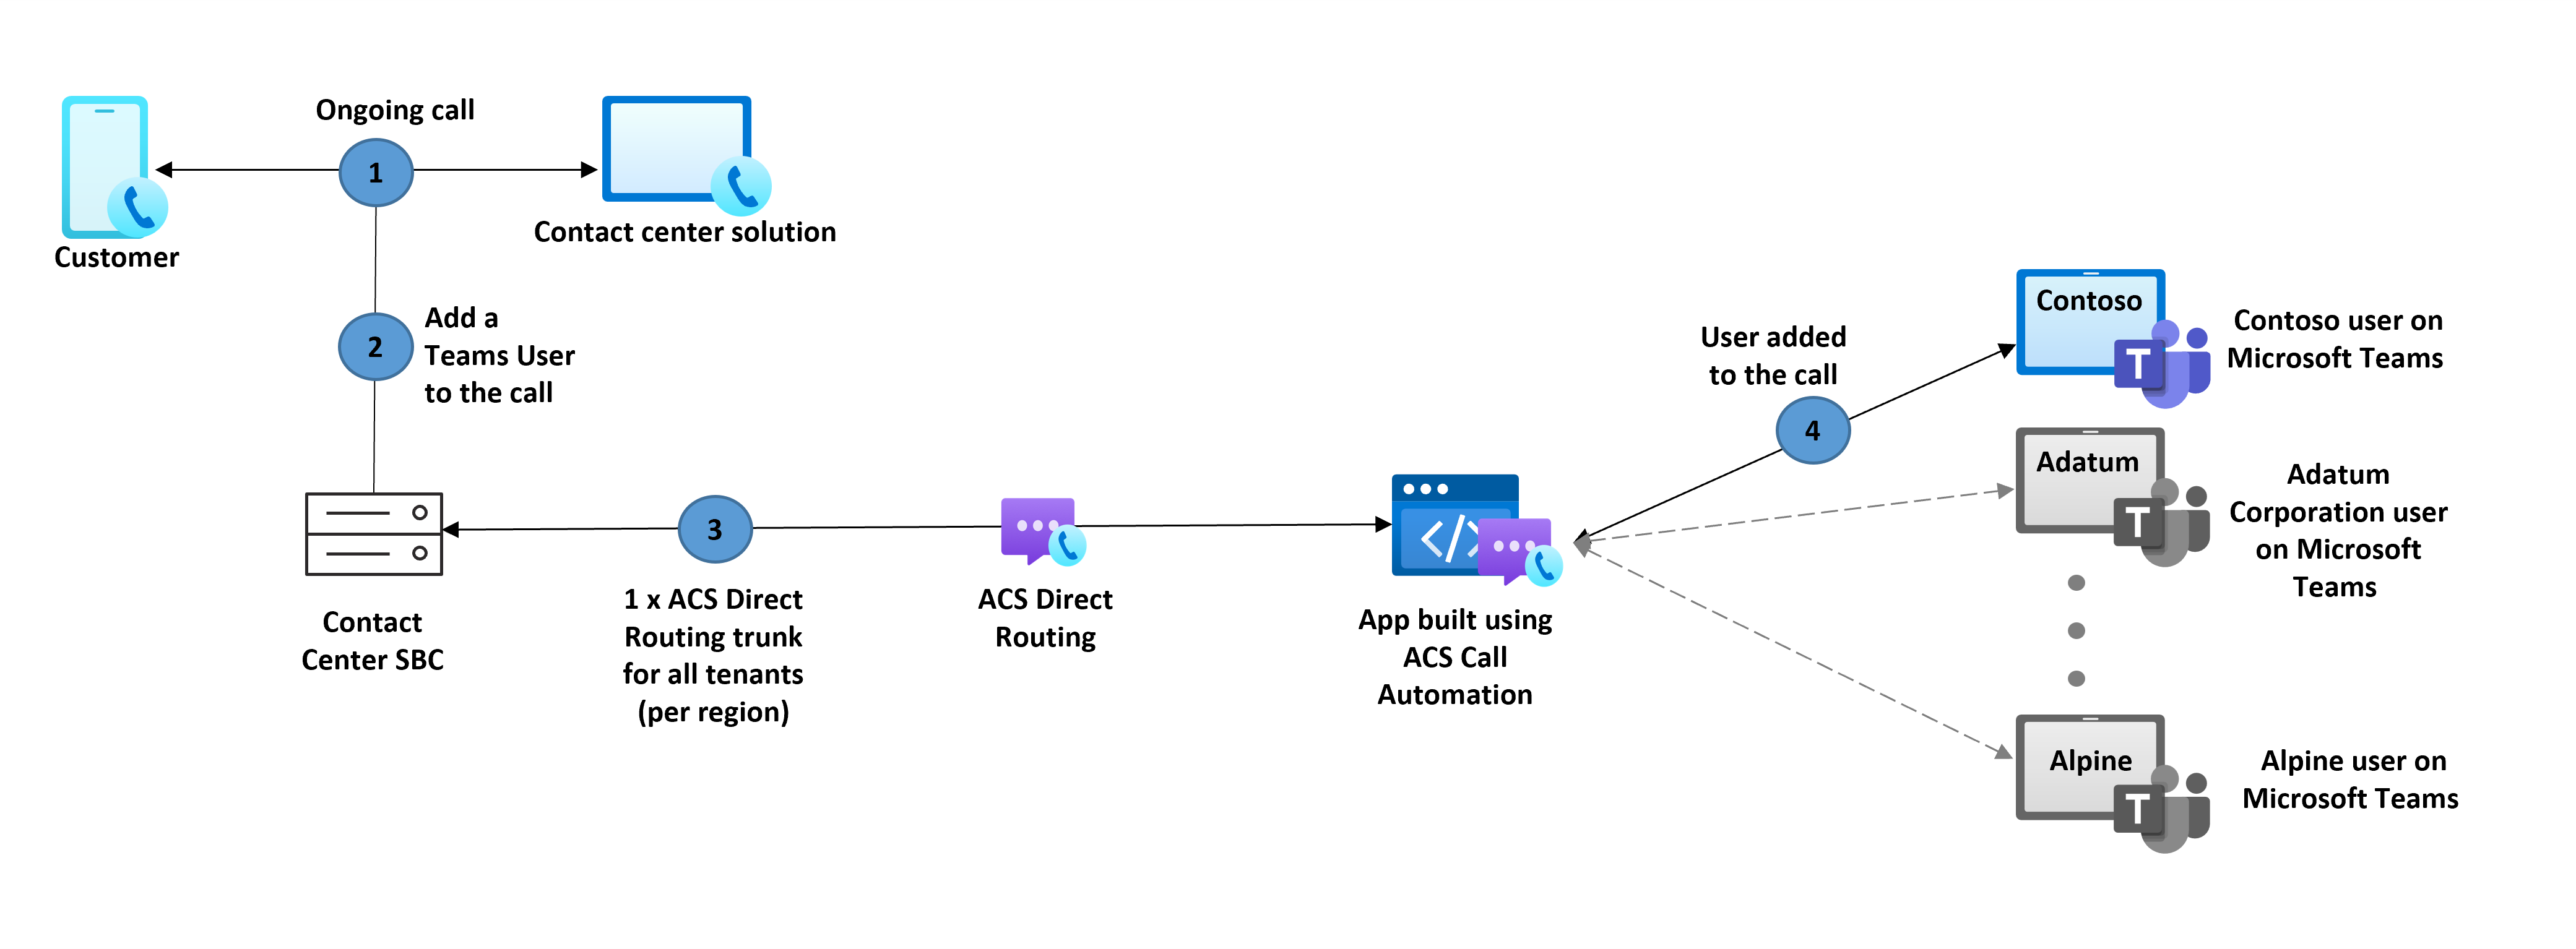 Ongoing call
1
Customer
Contact center solution
2
Add a
Teams User
to the call
Contact
Center SBC
3
1 x ACS Direct
Routing trunk
for all tenants
(per region)
ACS Direct
Routing
</>
App built using
ACS Call
Automation
User added
to the call
4
Contoso
T
Contoso user on
Microsoft Teams
Adatum
T
Adatum
Corporation user
on Microsoft
Teams
Alpine
T
Alpine user on
Microsoft Teams